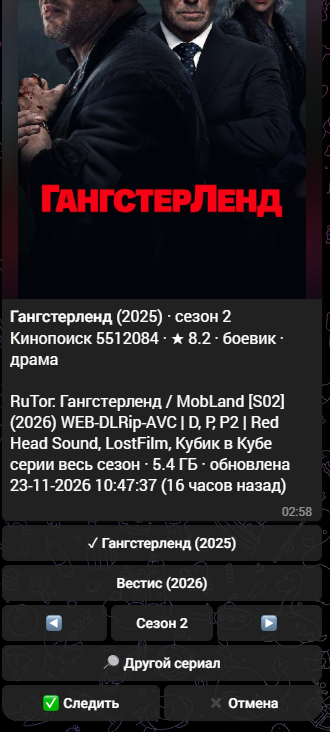 ГАНГСТЕРЛЕНД
Гангстерленд (2025) · сезон 2
Кинопоиск 5512084 · ★ 8.2 · боевик ·
драма
RuTor: Гангстерленд / MobLand [S02]
(2026) WEB-DLRip-AVC | D, P, P2 | Red
Head Sound, LostFilm, Кубик в Кубе
серии весь сезон · 5.4 ГБ · обновлена
23-11-2026 10:47:37 (16 часов назад)
02:58
✓ Гангстерленд (2025)
Вестис (2026)
◀ Сезон 2 ▶
🔎 Другой сериал
✅ Следить ✖ Отмена